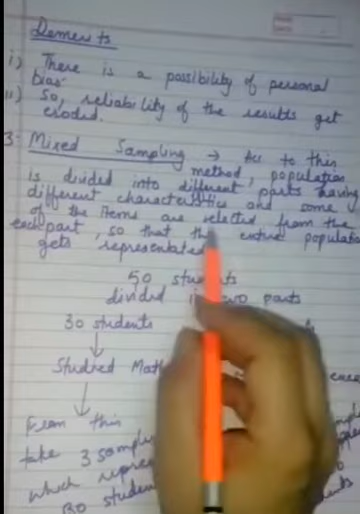 Demerits
i) There is a possibility of personal
bias.
ii) So, reliability of the results get
eroded.
3. Mixed Sampling → Acc to this
method, population
is divided into different parts having
different characteristics and some
of the items are selected from the
each part, so that the entire population
gets represented
50 students
divided in two parts
30 students
Studied Math
From this
take 3 sample
which
30 student